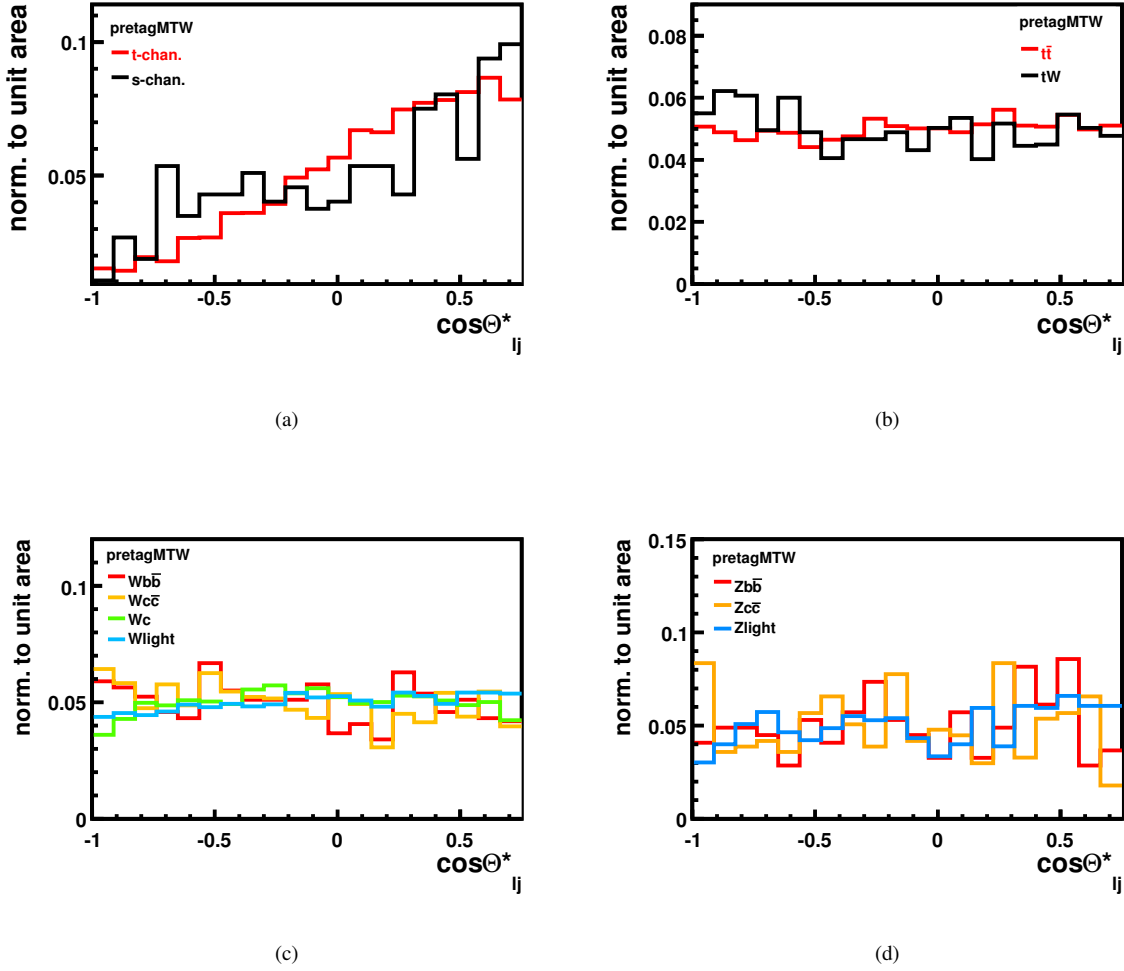 norm. to unit area
pretagMTW
t-chan.
s-chan.
0.1
0.05
-1
-0.5
0
0.5
cosΘ*
lj
(a)
norm. to unit area
pretagMTW
tt̄
tW
0.08
0.06
0.04
0.02
0
-1
-0.5
0
0.5
cosΘ*
lj
(b)
norm. to unit area
pretagMTW
Wbb̄
Wcc̄
Wc
Wlight
0.1
0.05
0
-1
-0.5
0
0.5
cosΘ*
lj
(c)
norm. to unit area
pretagMTW
Zbb̄
Zcc̄
Zlight
0.15
0.1
0.05
0
-1
-0.5
0
0.5
cosΘ*
lj
(d)